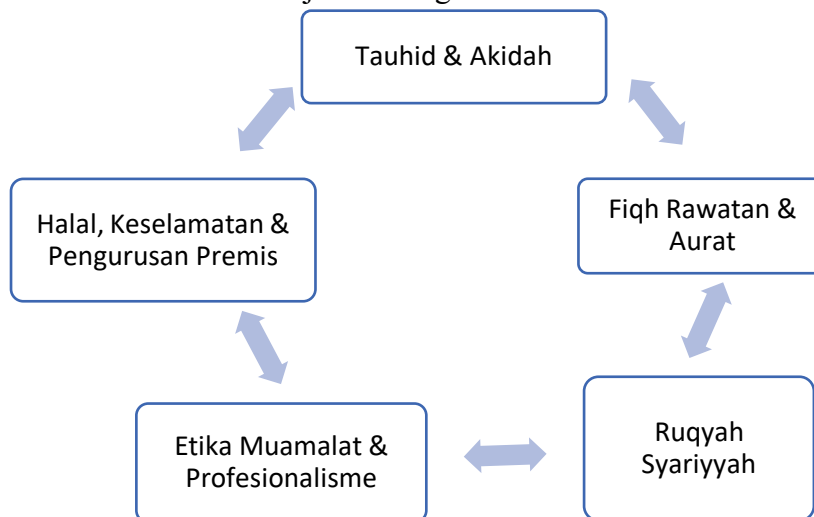 Tauhid & Akidah
Halal, Keselamatan &
Pengurusan Premis
Fiqh Rawatan &
Aurat
Etika Muamalat &
Profesionalisme
Ruqyah
Syariyyah